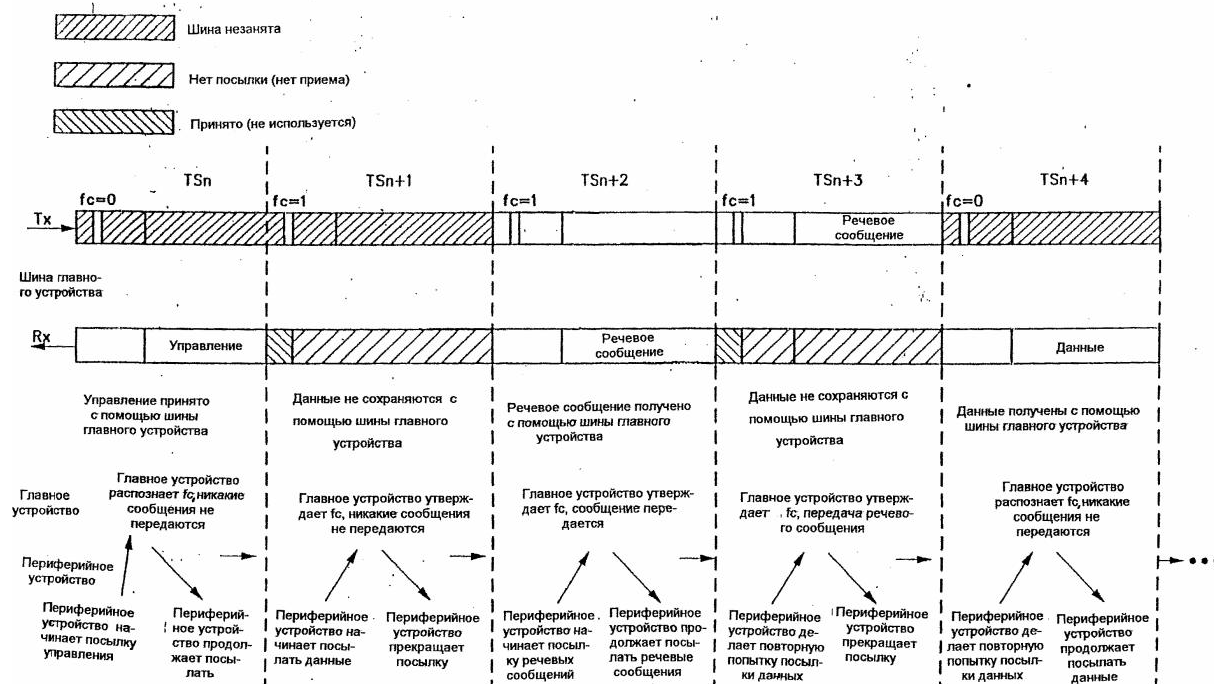 Шина незанята
Нет посылки (нет приема)
Принято (не используется)
TSn
TSn+1
TSn+2
TSn+3
TSn+4
fc=0
fc=1
fc=1
fc=1
fc=0
Tx
Речевое
сообщение
Шина главно-
го устройства
Rx
Управление
Речевое
сообщение
Данные
Управление принято
с помощью шины
главного устройства
Данные не сохраняются с
помощью шины главного
устройства
Речевое сообщение получено
с помощью шины главного
устройства
Данные не сохраняются с
помощью шины главного
устройства
Данные получены с помощью
шины главного устройства
Главное
устройство
Главное устройство
распознает fc,никакие
сообщения не
передаются
Главное устройство утверж-
дает fc, никакие сообщения
не передаются
Главное устройство утверж-
дает fc, сообщение пере-
дается
Главное устройство утверж-
дает fc, передача речево-
го сообщения
Главное устройство
распознает fc,никакие
сообщения не
передаются
Периферийное
устройство
Периферийное
устройство на-
чинает посылку
управления
Периферий-
ное устрой-
ство продол-
жает посы-
лать
Периферийное
устройство на-
чинает посы-
лать данные
Периферийное
устройство
прекращает
посылку
Периферийное
устройство на-
чинает посыл-
ку речевых
сообщений
Периферийное
устройство про-
должает посы-
лать речевые
сообщения
Периферийное
устройство де-
лает повторную
попытку посыл-
ки данных
Периферийное
устройство
прекращает
посылку
Периферийное
устройство де-
лает повторную
попытку посыл-
ки данных
Периферийное
устройство
продолжает
посылать
данные